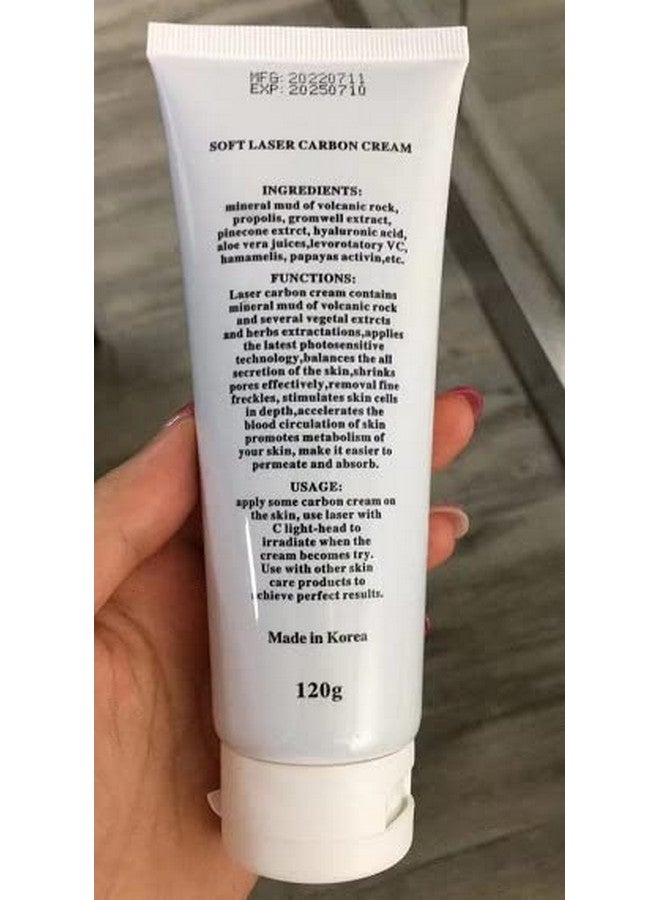 MFG: 20220711
EXP: 20250710
SOFT LASER CARBON CREAM
INGREDIENTS:
mineral mud of volcanic rock,
propolis, gromwell extract,
pinecone extrct, hyaluronic acid,
aloe vera juices,levorotatory VC,
hamamelis, papayas activin,etc.
FUNCTIONS:
Laser carbon cream contains
mineral mud of volcanic rock
and several vegetal extrcts
and herbs extractations,applies
the latest photosensitive
technology,balances the all
secretion of the skin,shrinks
pores effectively,removal fine
freckles, stimulates skin cells
in depth,accelerates the
blood circulation of skin
promotes metabolism of
your skin, make it easier to
permeate and absorb.
USAGE:
apply some carbon cream on
the skin, use laser with
C light-head to
irradiate when the
cream becomes try.
Use with other skin
care products to
achieve perfect results.
Made in Korea
120g